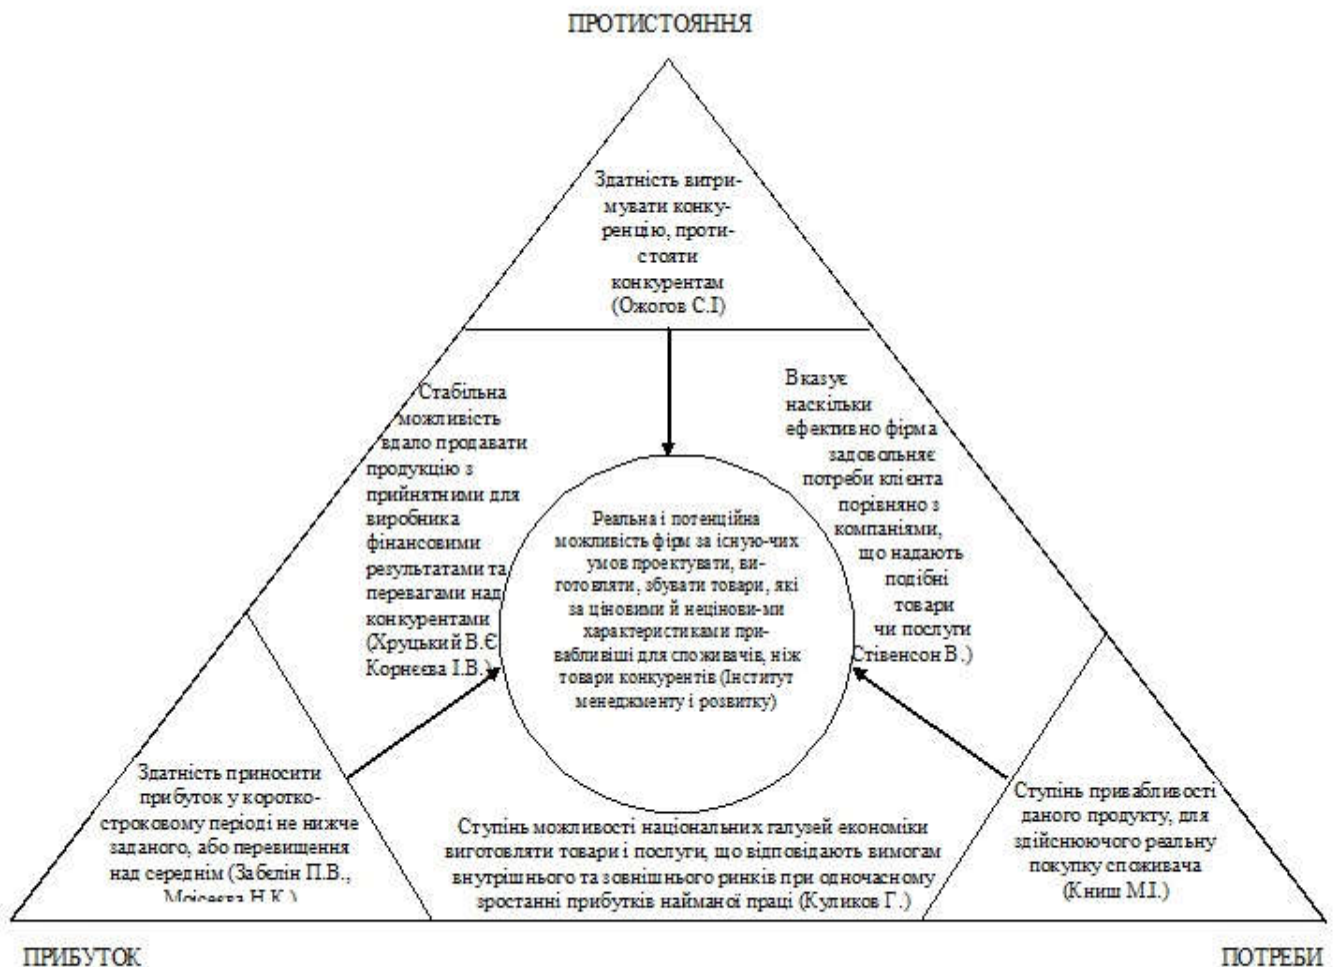 ПРОТИСТОЯННЯ
Здатність витри-
мувати конку-
ренцію, проти-
стояти
конкурентам
(Ожогов С.І)
Стабільна
можливість
вдало продавати
продукцію з
прийнятними для
виробника
фінансовими
результатами та
перевагами над
конкурентами
(Хруцький В.Є
Корнєєва І.В.)
Вказує
наскільки
ефективно фірма
задовольняє
потреби клієнта
порівняно з
компаніями,
що надають
подібні
товари
чи послуги
Стівенсон В.)
Реальна і потенційна
можливість фірм за існую-чих
умов проектувати, ви-
готовляти, збувати товари, які
за ціновими й нецінови-ми
характеристиками при-
вабливіші для споживачів, ніж
товари конкурентів (Інститут
менеджменту і розвитку)
Здатність приносити
прибуток у коротко-
строковому періоді не нижче
заданого, або перевищення
над середнім (Забєлін П.В.,
Моісеєва Н.К.)
Ступінь можливості національних галузей економіки
виготовляти товари і послуги, що відповідають вимогам
внутрішнього та зовнішнього ринків при одночасному
зростанні прибутків найманої праці (Куликов Г.)
Ступінь привабливості
даного продукту, для
здійснюючого реальну
покупку споживача
(Книш М.І.)
ПРИБУТОК
ПОТРЕБИ